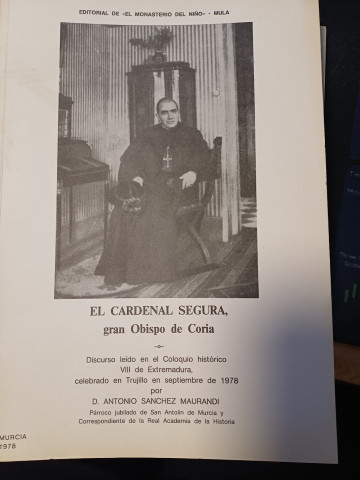 EDITORIAL DE «EL MONASTERIO DEL NIÑO» - MULA
EL CARDENAL SEGURA,
gran Obispo de Coria
Discurso leído en el Coloquio histórico
VIII de Extremadura,
celebrado en Trujillo en septiembre de 1978
por
D. ANTONIO SANCHEZ MAURANDI
Párroco jubilado de San Antolín de Murcia y
Correspondiente de la Real Academia de la Historia
MURCIA
1978